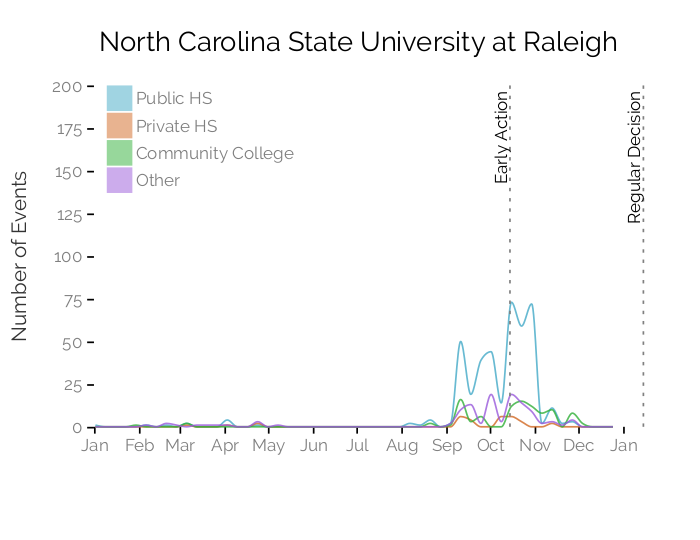 North Carolina State University at Raleigh
Number of Events
200
175
150
125
100
75
50
25
0
Public HS
Private HS
Community College
Other
Early Action
Regular Decision
Jan Feb Mar Apr May Jun Jul Aug Sep Oct Nov Dec Jan